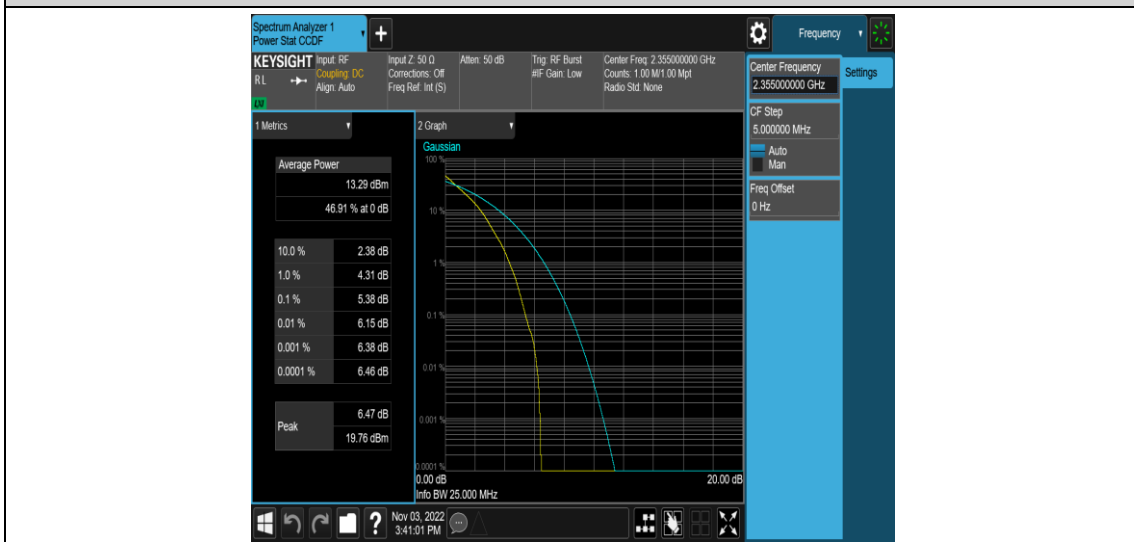 Spectrum Analyzer 1
Power Stat CCDF
+
Frequency
KEYSIGHT
RL
LXI
Input: RF
Coupling: DC
Align: Auto
Input Z: 50 Ω
Corrections: Off
Freq Ref: Int (S)
Atten: 50 dB
Trig: RF Burst
#IF Gain: Low
Center Freq: 2.355000000 GHz
Counts: 1.00 M/1.00 Mpt
Radio Std: None
Center Frequency
2.355000000 GHz
Settings
CF Step
5.000000 MHz
Auto
Man
Freq Offset
0 Hz
1 Metrics
Average Power
13.29 dBm
46.91 % at 0 dB
10.0 % 2.38 dB
1.0 % 4.31 dB
0.1 % 5.38 dB
0.01 % 6.15 dB
0.001 % 6.38 dB
0.0001 % 6.46 dB
Peak
6.47 dB
19.76 dBm
2 Graph
Gaussian
100 %
10 %
1 %
0.1 %
0.01 %
0.001 %
0.0001 %
0.00 dB 20.00 dB
Info BW 25.000 MHz
?
Nov 03, 2022
3:41:01 PM